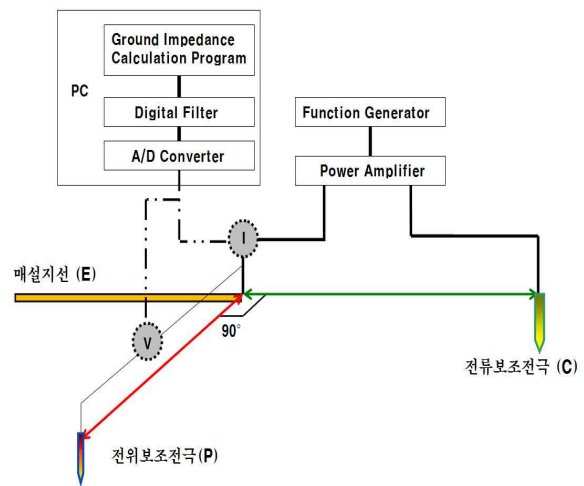 Ground Impedance
Calculation Program
PC
Digital Filter
A/D Converter
Function Generator
Power Amplifier
I
매설지선 (E)
90°
V
전류보조전극 (C)
전위보조전극(P)